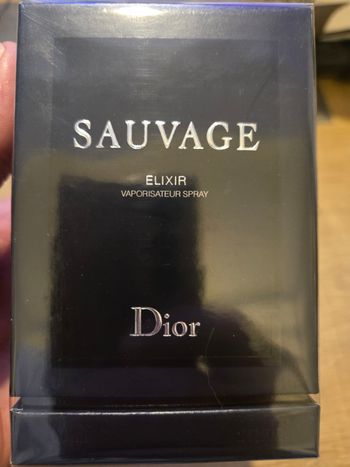 SAUVAGE
ELIXIR
VAPORISATEUR SPRAY
Dior